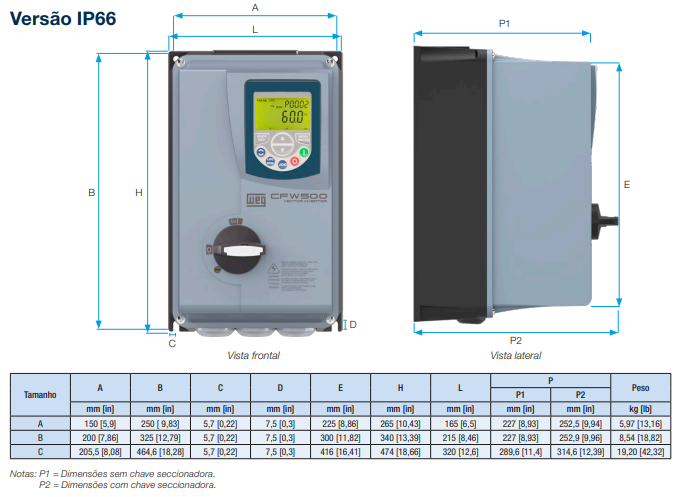 Versão IP66
A
L
P1
B
H
E
P0002
60.0
WEG CFW500
VECTOR INVERTER
D
C
P2
Vista frontal
Vista lateral
Tamanho A B C D E H L P Peso
P1 P2
mm [in] mm [in] mm [in] mm [in] mm [in] mm [in] mm [in] mm [in] mm [in] kg [lb]
A 150 [5,9] 250 [ 9,83] 5,7 [0,22] 7,5 [0,3] 225 [8,86] 265 [10,43] 165 [6,5] 227 [8,93] 252,5 [9,94] 5,97 [13,16]
B 200 [7,86] 325 [12,79] 5,7 [0,22] 7,5 [0,3] 300 [11,82] 340 [13,39] 215 [8,46] 227 [8,93] 252,9 [9,96] 8,54 [18,82]
C 205,5 [8,08] 464,6 [18,28] 5,7 [0,22] 7,5 [0,3] 416 [16,41] 474 [18,66] 320 [12,6] 289,6 [11,4] 314,6 [12,39] 19,20 [42,32]
Notas: P1 = Dimensões sem chave seccionadora.
P2 = Dimensões com chave seccionadora.